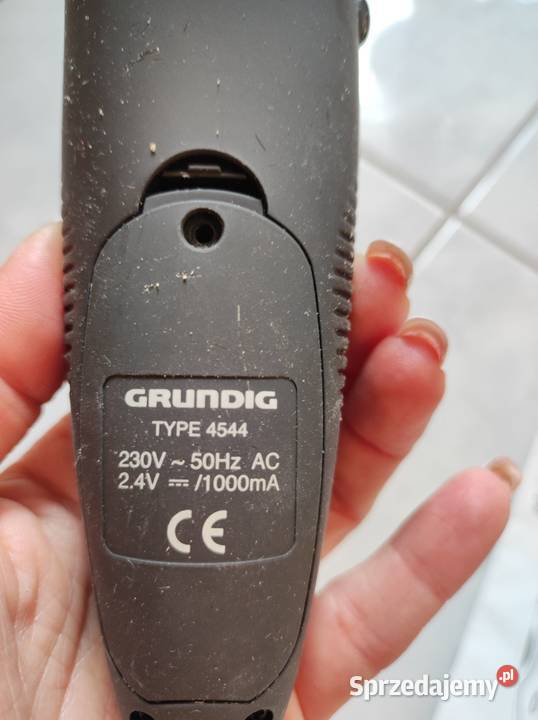 GRUNDIG
TYPE 4544
230V ~ 50Hz AC
2.4V ⎓ /1000mA
CE
Sprzedajemy.pl